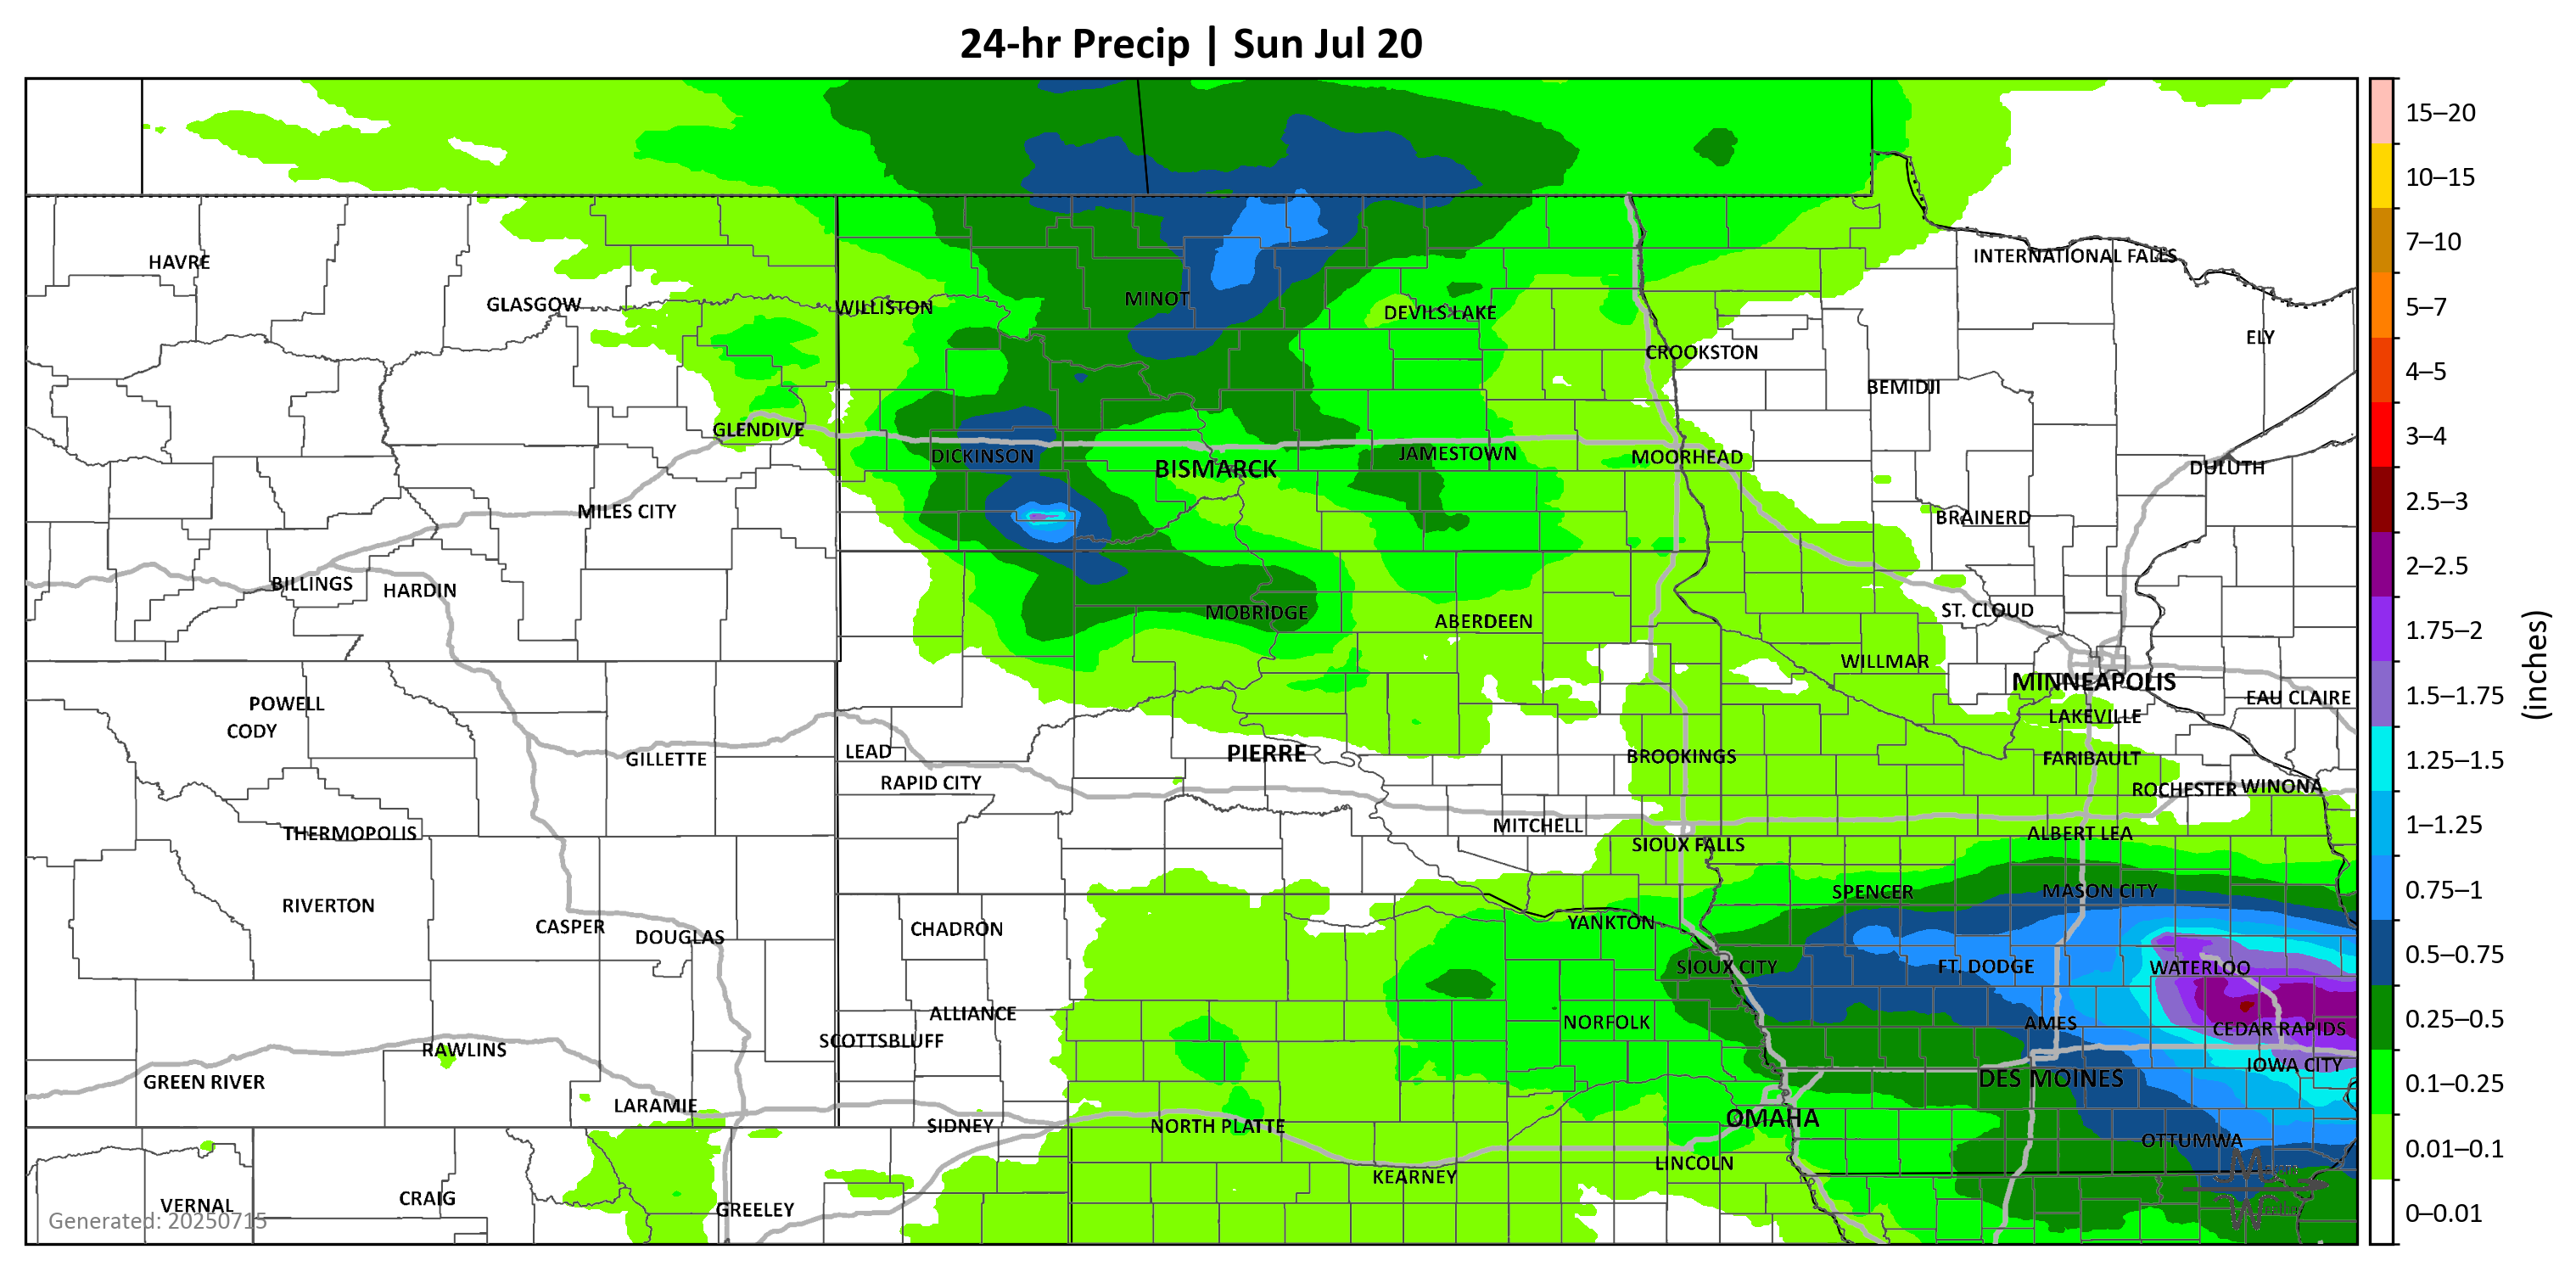 24-hr Precip | Sun Jul 20
15–20
10–15
INTERNATIONAL FALLS
7–10
HAVRE
GLASGOW
WILLISTON
MINOT
DEVILS LAKE
5–7
ELY
CROOKSTON
4–5
BEMIDJI
GLENDIVE
3–4
DICKINSON
BISMARCK
JAMESTOWN
MOORHEAD
DULUTH
2.5–3
MILES CITY
BRAINERD
2–2.5
BILLINGS
HARDIN
MOBRIDGE
ABERDEEN
ST. CLOUD
1.75–2
WILLMAR
MINNEAPOLIS
(inches)
POWELL
EAU CLAIRE
1.5–1.75
CODY
LAKEVILLE
GILLETTE
LEAD
PIERRE
BROOKINGS
FARIBAULT
1.25–1.5
RAPID CITY
ROCHESTER
WINONA
THERMOPOLIS
MITCHELL
SIOUX FALLS
ALBERT LEA
1–1.25
RIVERTON
SPENCER
MASON CITY
0.75–1
CASPER
DOUGLAS
CHADRON
YANKTON
0.5–0.75
SIOUX CITY
FT. DODGE
WATERLOO
ALLIANCE
NORFOLK
AMES
CEDAR RAPIDS
0.25–0.5
RAWLINS
SCOTTSBLUFF
IOWA CITY
GREEN RIVER
DES MOINES
0.1–0.25
LARAMIE
SIDNEY
NORTH PLATTE
OMAHA
OTTUMWA
0.01–0.1
LINCOLN
KEARNEY
VERNAL
CRAIG
GREELEY
0–0.01
Generated: 20250715